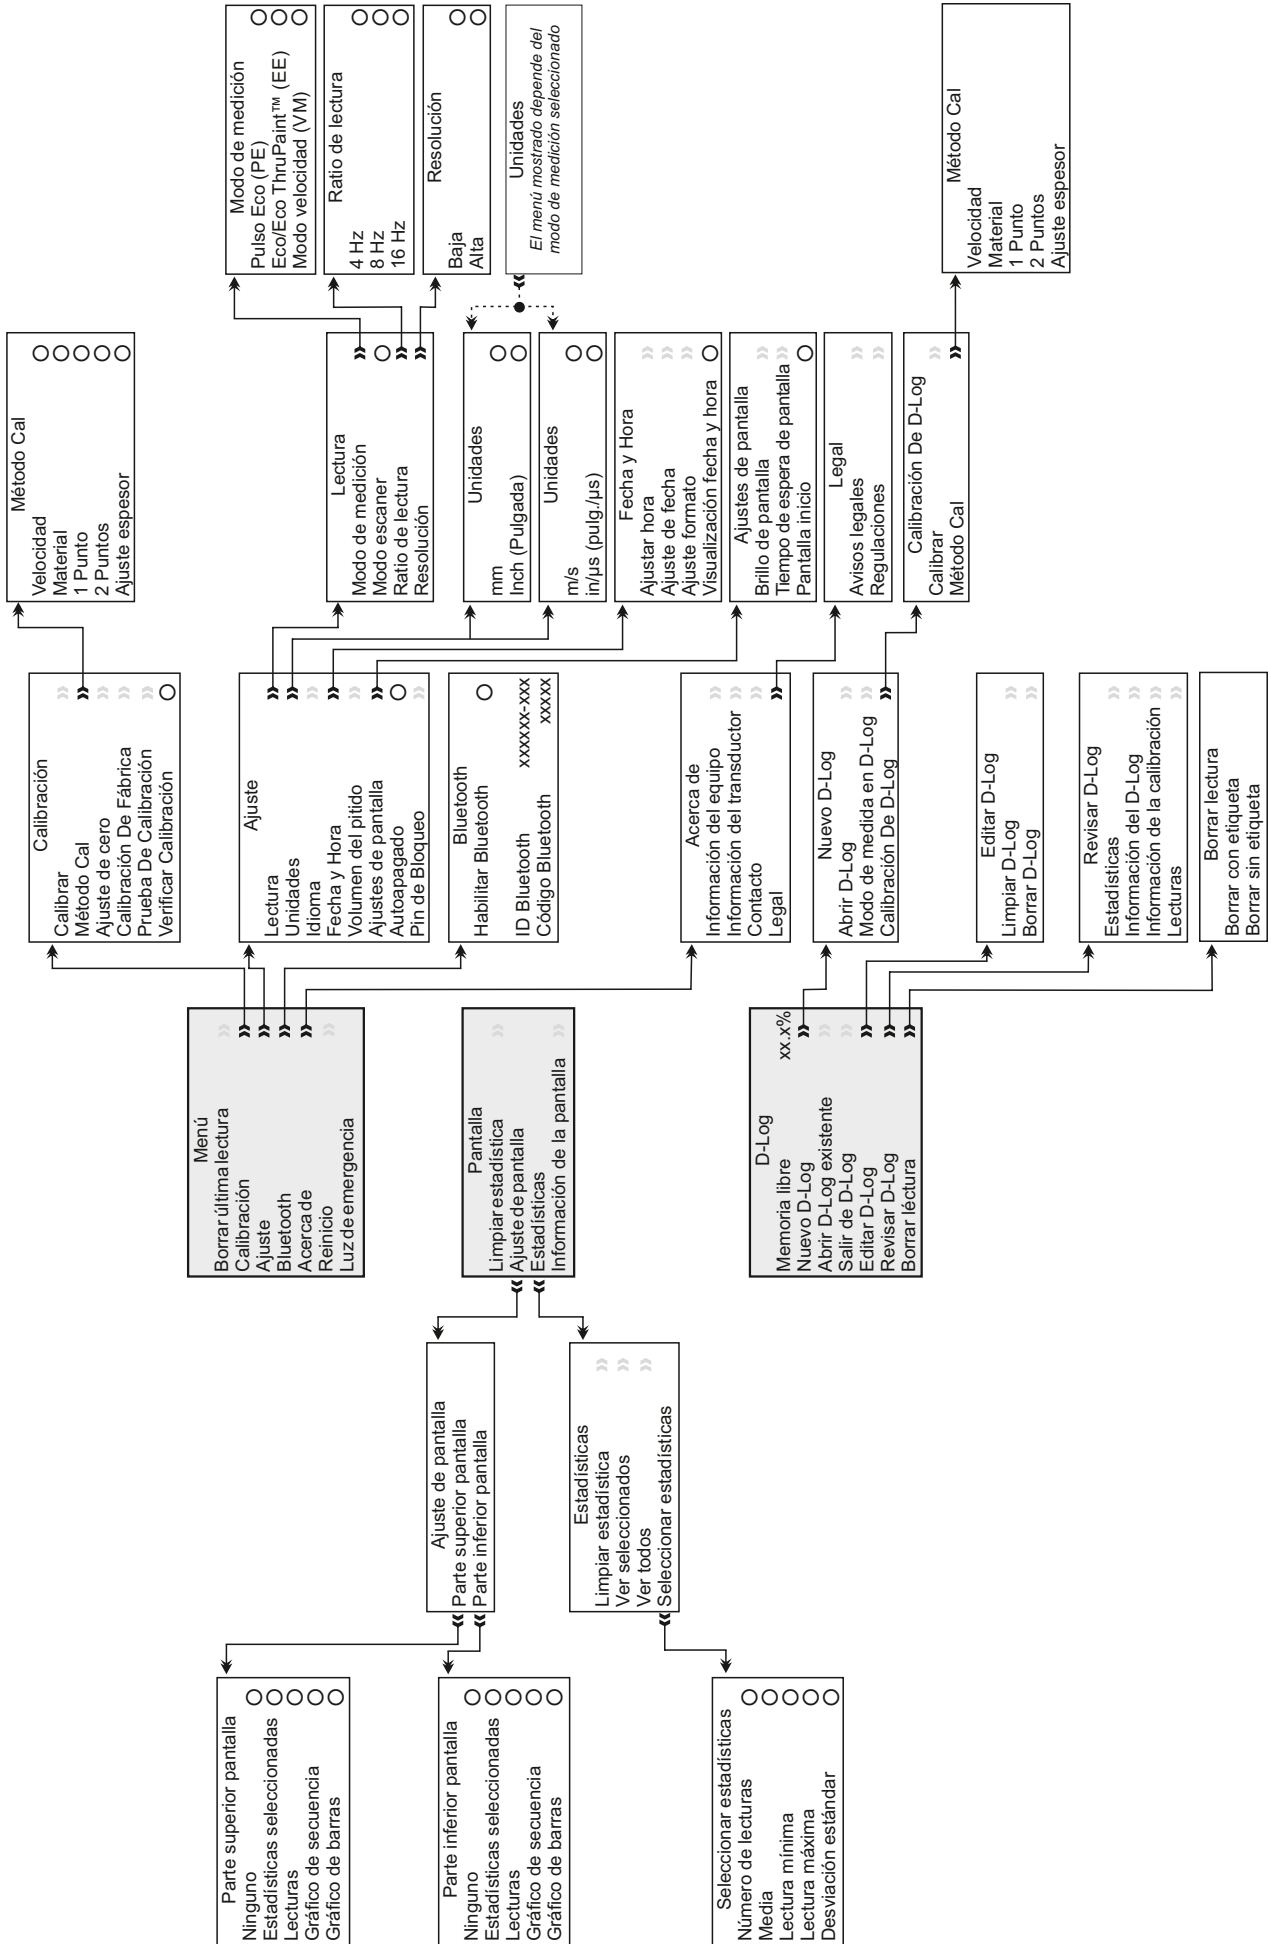 Parte superior pantalla
Ninguno
Estadísticas seleccionadas
Lecturas
Gráfico de secuencia
Gráfico de barras
Parte inferior pantalla
Ninguno
Estadísticas seleccionadas
Lecturas
Gráfico de secuencia
Gráfico de barras
Seleccionar estadísticas
Número de lecturas
Media
Lectura mínima
Lectura máxima
Desviación estándar
Ajuste de pantalla
Parte superior pantalla
Parte inferior pantalla
Estadísticas
Limpiar estadística
Ver seleccionados
Ver todos
Seleccionar estadísticas
Menú
Borrar última lectura
Calibración
Ajuste
Bluetooth
Acerca de
Reinicio
Luz de emergencia
Pantalla
Limpiar estadística
Ajuste de pantalla
Estadísticas
Información de la pantalla
D-Log
Memoria libre xx.x%
Nuevo D-Log
Abrir D-Log existente
Salir de D-Log
Editar D-Log
Revisar D-Log
Borrar léctura
Calibración
Calibrar
Método Cal
Ajuste de cero
Calibración De Fábrica
Prueba De Calibración
Verificar Calibración
Ajuste
Lectura
Unidades
Idioma
Fecha y Hora
Volumen del pitido
Ajustes de pantalla
Autoapagado
Pin de Bloqueo
Bluetooth
Habilitar Bluetooth
ID Bluetooth xxxxxx-xxx
Código Bluetooth xxxxx
Acerca de
Información del equipo
Información del transductor
Contacto
Legal
Nuevo D-Log
Abrir D-Log
Modo de medida en D-Log
Calibración De D-Log
Editar D-Log
Limpiar D-Log
Borrar D-Log
Revisar D-Log
Estadísticas
Información del D-Log
Información de la calibración
Lecturas
Borrar lectura
Borrar con etiqueta
Borrar sin etiqueta
Método Cal
Velocidad
Material
1 Punto
2 Puntos
Ajuste espesor
Lectura
Modo de medición
Modo escaner
Ratio de lectura
Resolución
Unidades
mm
Inch (Pulgada)
Unidades
m/s
in/µs (pulg./µs)
Fecha y Hora
Ajustar hora
Ajuste de fecha
Ajuste formato
Visualización fecha y hora
Ajustes de pantalla
Brillo de pantalla
Tiempo de espera de pantalla
Pantalla inicio
Legal
Avisos legales
Regulaciones
Calibración De D-Log
Calibrar
Método Cal
Modo de medición
Pulso Eco (PE)
Eco/Eco ThruPaint™ (EE)
Modo velocidad (VM)
Ratio de lectura
4 Hz
8 Hz
16 Hz
Resolución
Baja
Alta
Unidades
El menú mostrado depende del
modo de medición seleccionado
Método Cal
Velocidad
Material
1 Punto
2 Puntos
Ajuste espesor